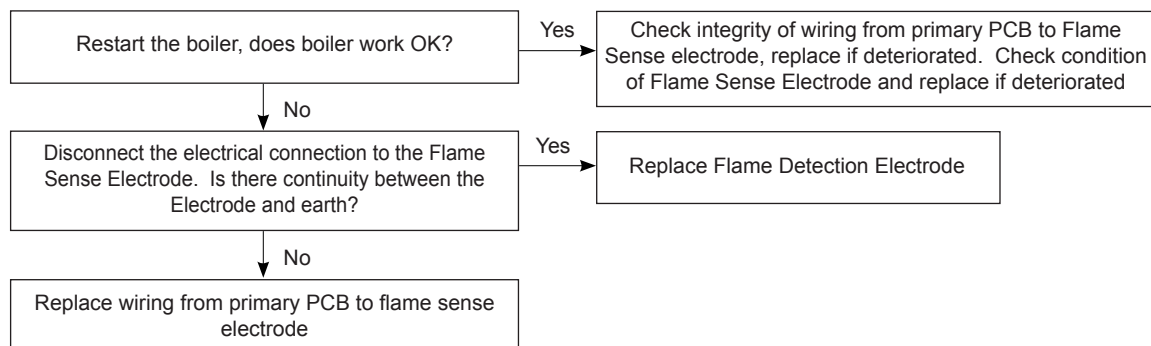 Restart the boiler, does boiler work OK?
Yes
Check integrity of wiring from primary PCB to Flame
Sense electrode, replace if deteriorated.  Check condition
of Flame Sense Electrode and replace if deteriorated
No
Disconnect the electrical connection to the Flame
Sense Electrode.  Is there continuity between the
Electrode and earth?
Yes
Replace Flame Detection Electrode
No
Replace wiring from primary PCB to flame sense
electrode